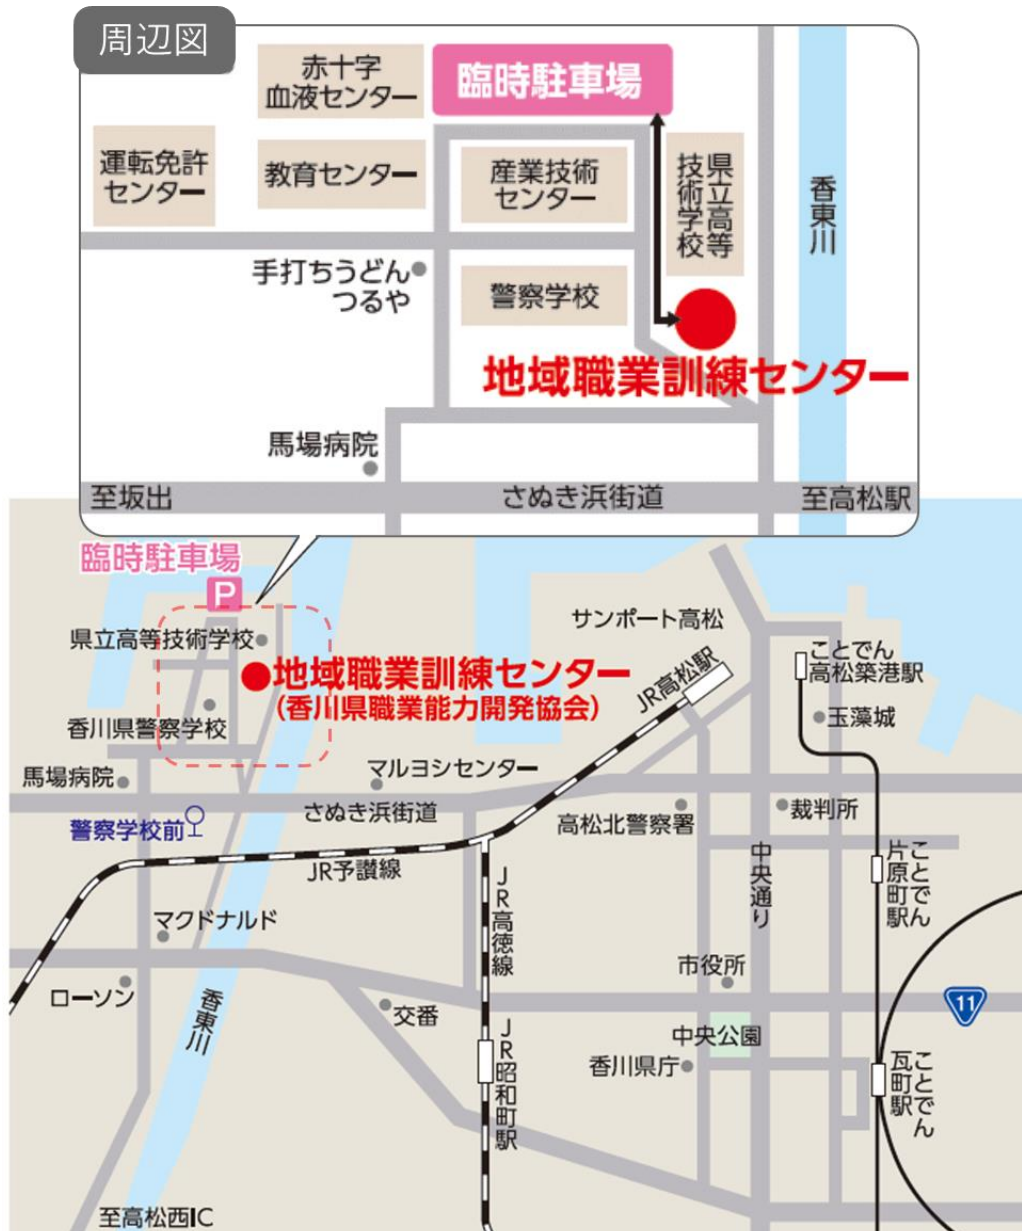 周辺図
赤十字
血液センター
臨時駐車場
運転免許
センター
教育センター
産業技術
センター
県立高等
技術学校
香東川
手打ちうどん
つるや
警察学校
地域職業訓練センター
馬場病院
至坂出
さぬき浜街道
至高松駅
臨時駐車場
P
県立高等技術学校
地域職業訓練センター
(香川県職業能力開発協会)
香川県警察学校
馬場病院
警察学校前
マルヨシセンター
さぬき浜街道
サンポート高松
JR高松駅
ことでん
高松築港駅
玉藻城
高松北警察署
裁判所
JR予讃線
JR高徳線
中央通り
ことでん
片原町駅
マクドナルド
ローソン
香東川
交番
市役所
11
中央公園
香川県庁
JR昭和町駅
ことでん
瓦町駅
至高松西IC